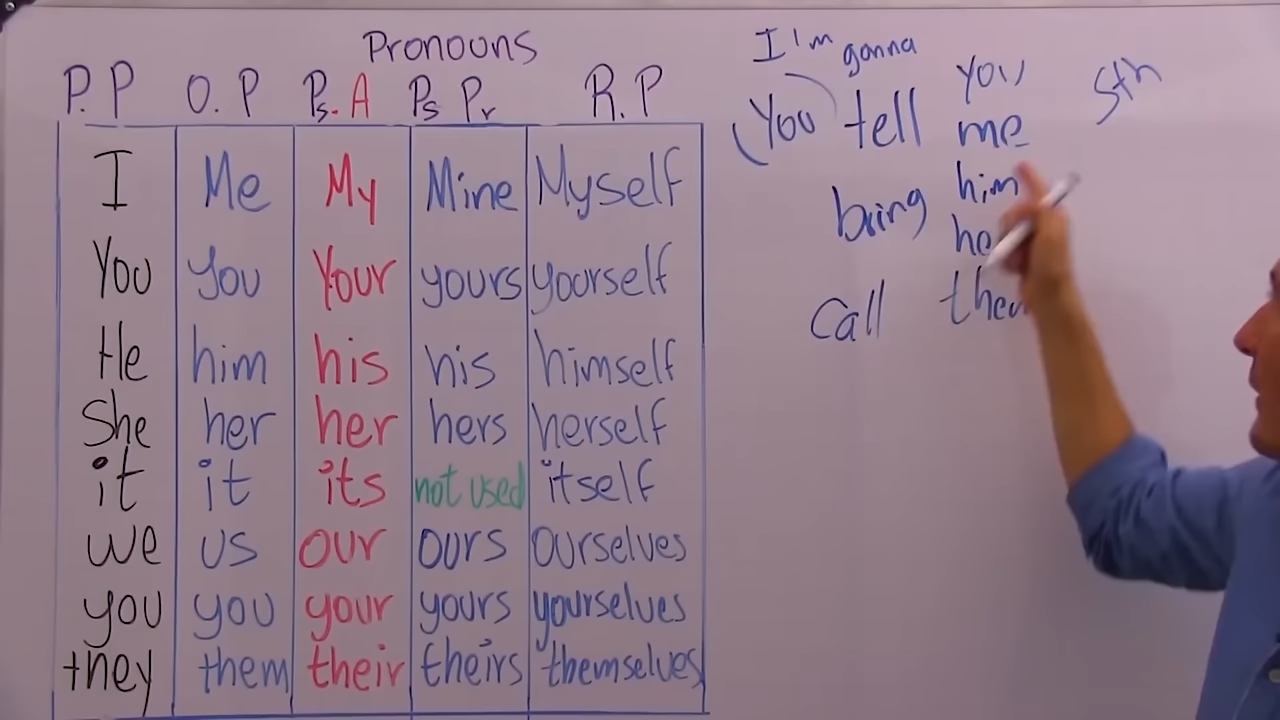 Pronouns
P.P O.P Ps.A Ps Pr R.P
I Me My Mine Myself
You You Your yours yourself
He him his his himself
She her her hers herself
it it its not used itself
we us our ours ourselves
you you your yours yourselves
they them their theirs themselves
I'm gonna you sth
You tell me
bring him
call